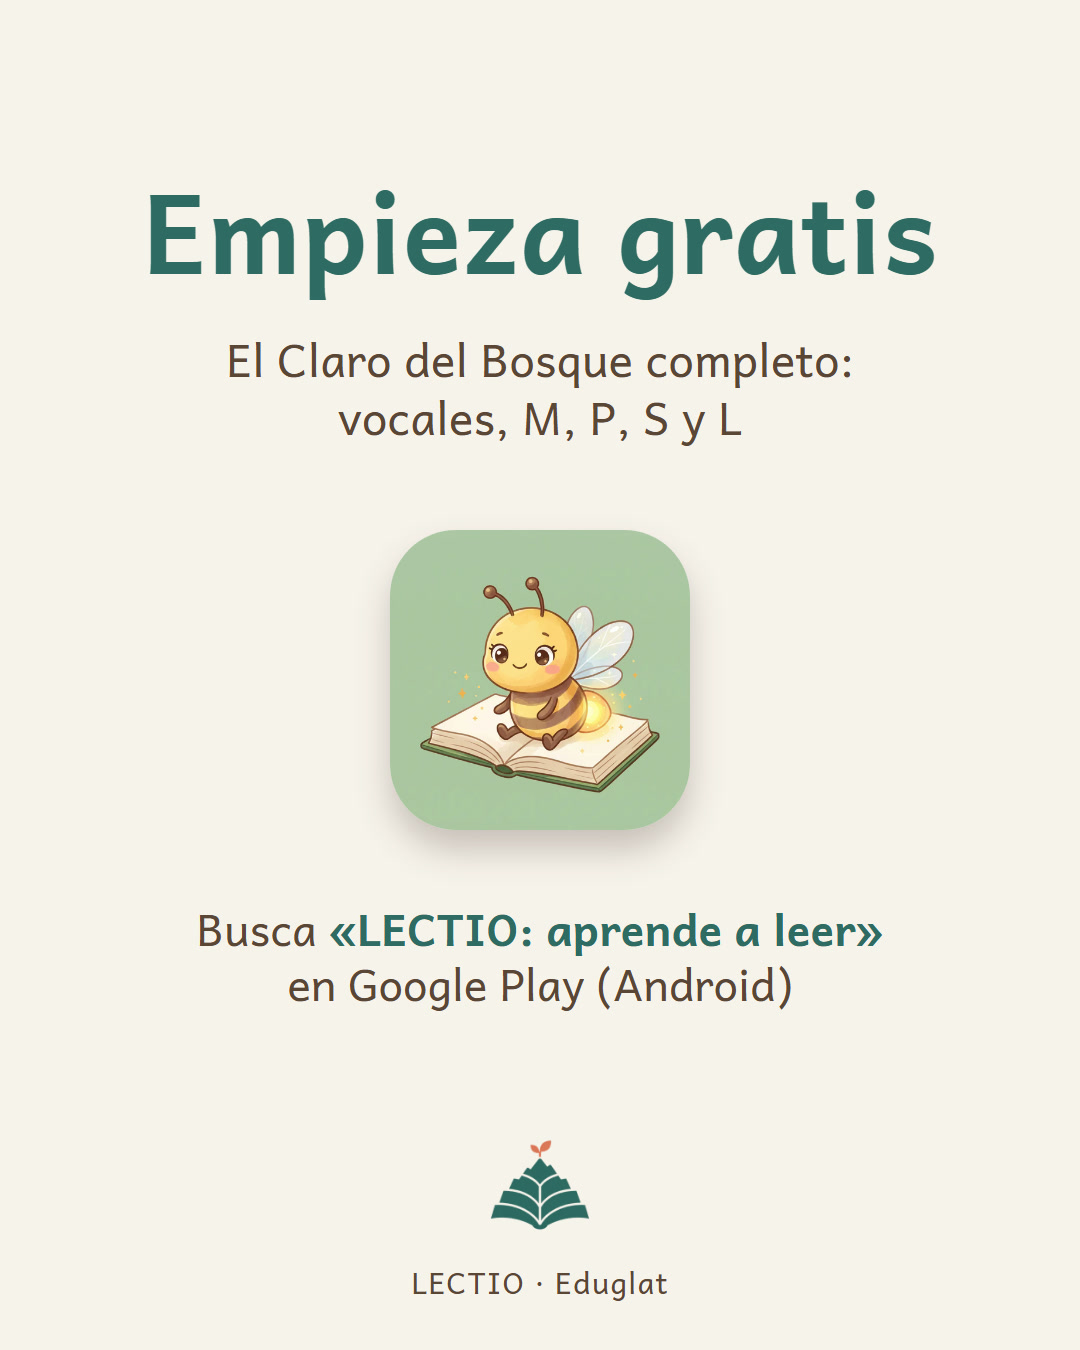 Empieza gratis
El Claro del Bosque completo:
vocales, M, P, S y L
Busca «LECTIO: aprende a leer»
en Google Play (Android)
LECTIO · Eduglat